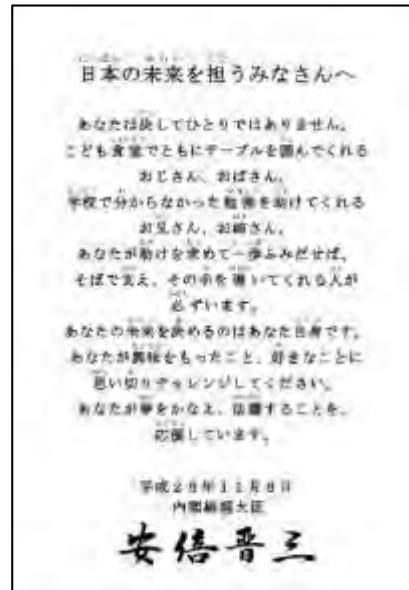 日本の未来を担うみなさんへ
あなたは決してひとりではありません。
こども食堂でともにテーブルを囲んでくれる
おじさん、おばさん。
学校で分からなかった勉強を助けてくれる
お兄さん、お姉さん。
あなたが助けを求めて一歩ふみだせば、
そばで支え、その手を導いてくれる人が
必ずいます。
あなたの未来を決めるのはあなた自身です。
あなたが興味をもったこと、好きなことに
思い切りチャレンジしてください。
あなたが夢をかなえ、活躍することを、
応援しています。
平成28年11月8日
内閣総理大臣
安倍晋三